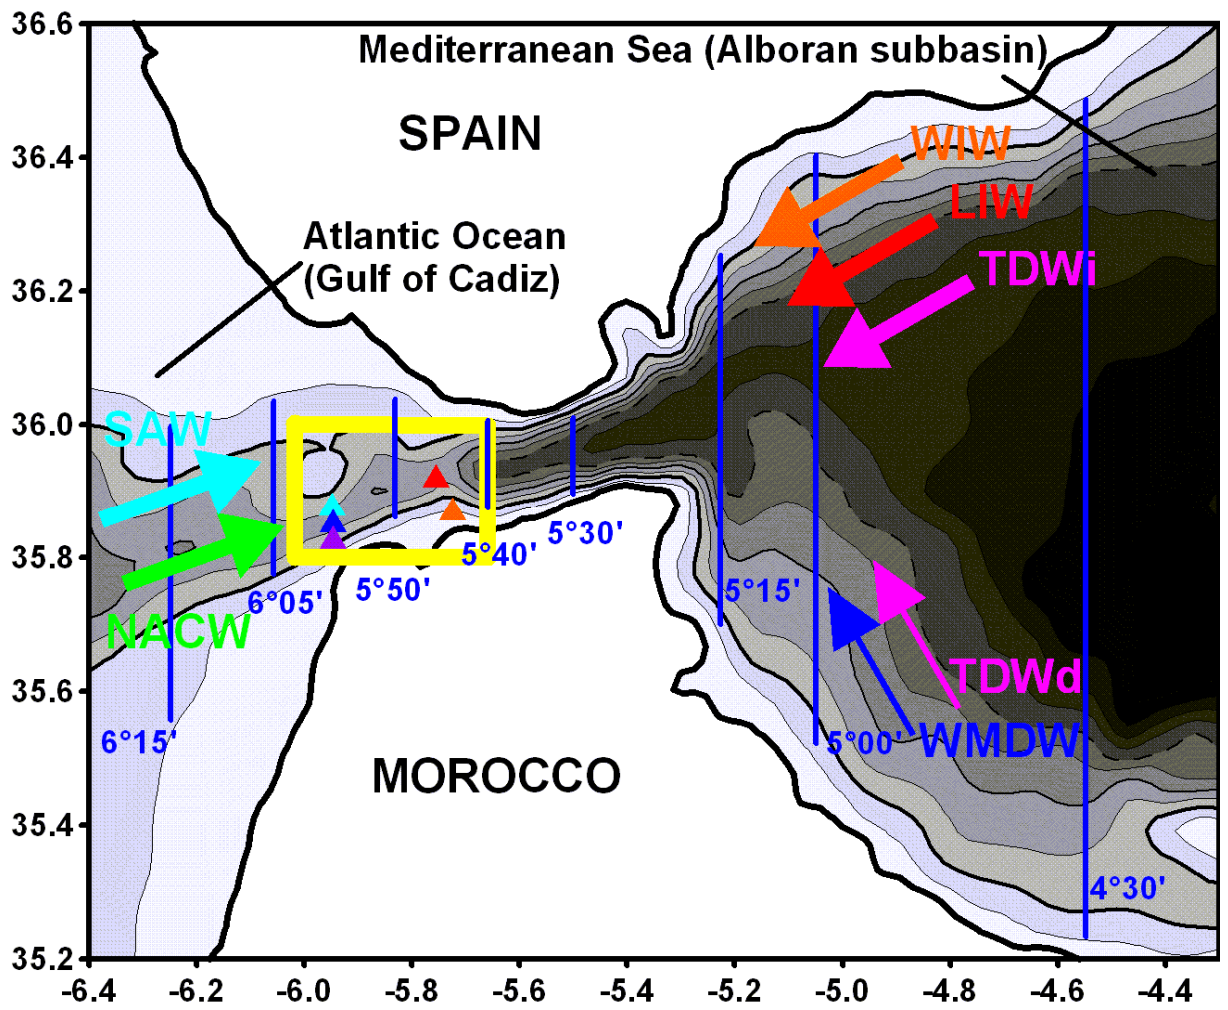 36.6
Mediterranean Sea (Alboran subbasin)
SPAIN
WIW
36.4
LIW
Atlantic Ocean
(Gulf of Cadiz)
TDWi
36.2
36.0
SAW
5°30'
5°40'
35.8
5°50'
5°15'
6°05'
NACW
TDWd
35.6
6°15'
5°00'
WMDW
MOROCCO
35.4
4°30'
35.2
-6.4 -6.2 -6.0 -5.8 -5.6 -5.4 -5.2 -5.0 -4.8 -4.6 -4.4